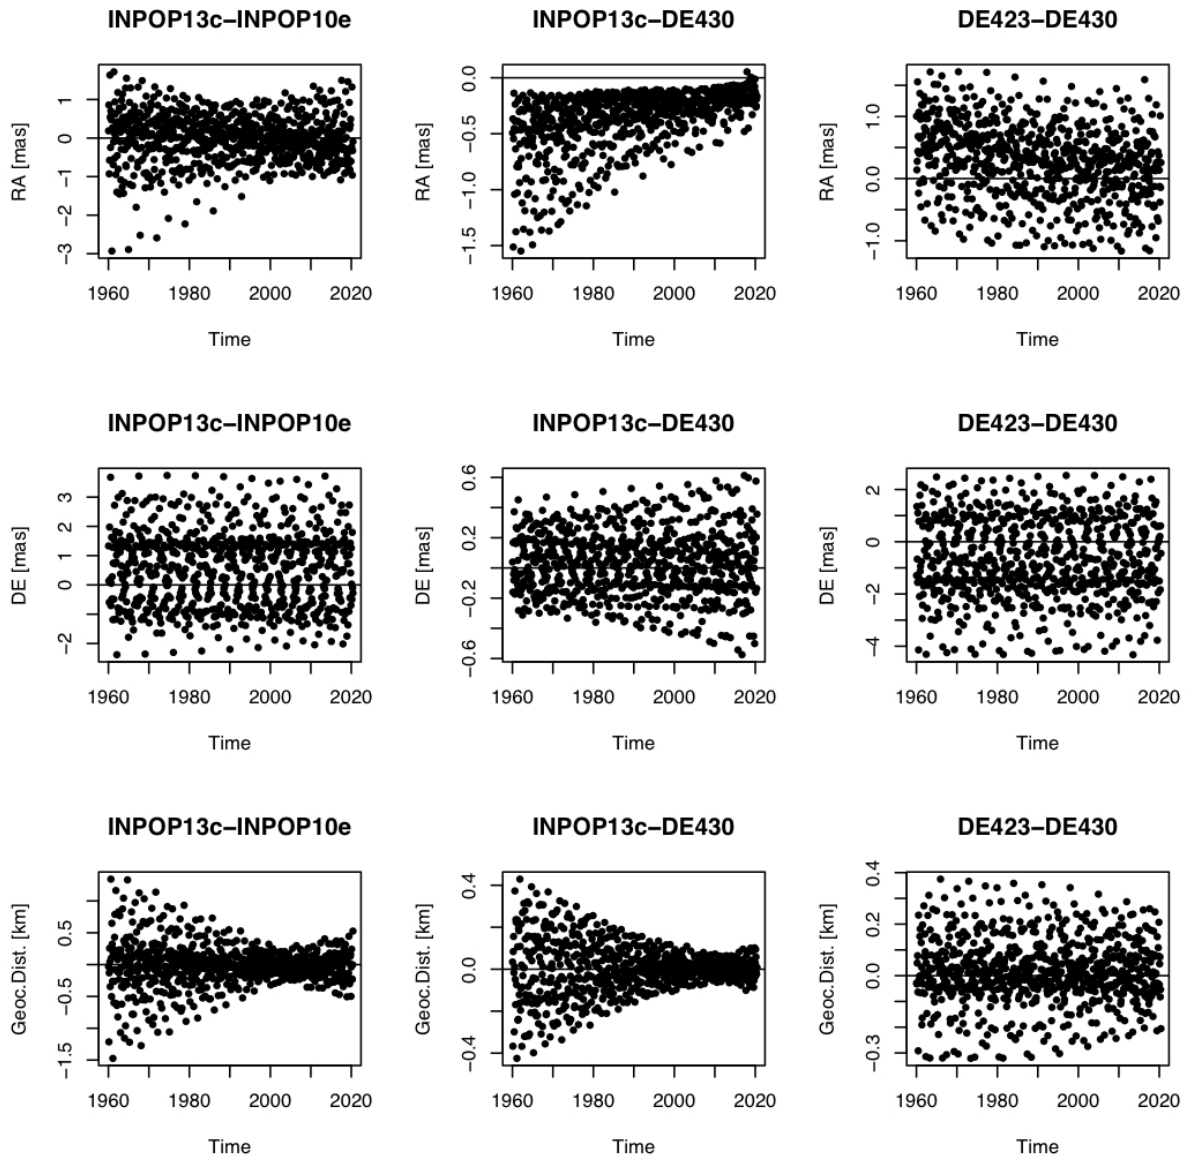 INPOP13c−INPOP10e
INPOP13c−DE430
DE423−DE430
RA [mas]
1
0
−1
−2
−3
1960 1980 2000 2020
Time
RA [mas]
0.0
−0.5
−1.0
−1.5
1960 1980 2000 2020
Time
RA [mas]
1.0
0.0
−1.0
1960 1980 2000 2020
Time
INPOP13c−INPOP10e
INPOP13c−DE430
DE423−DE430
DE [mas]
3
2
1
0
−2
1960 1980 2000 2020
Time
DE [mas]
0.6
0.2
−0.2
−0.6
1960 1980 2000 2020
Time
DE [mas]
2
0
−2
−4
1960 1980 2000 2020
Time
INPOP13c−INPOP10e
INPOP13c−DE430
DE423−DE430
Geoc.Dist. [km]
0.5
−0.5
−1.5
1960 1980 2000 2020
Time
Geoc.Dist. [km]
0.4
0.0
−0.4
1960 1980 2000 2020
Time
Geoc.Dist. [km]
0.4
0.2
0.0
−0.3
1960 1980 2000 2020
Time